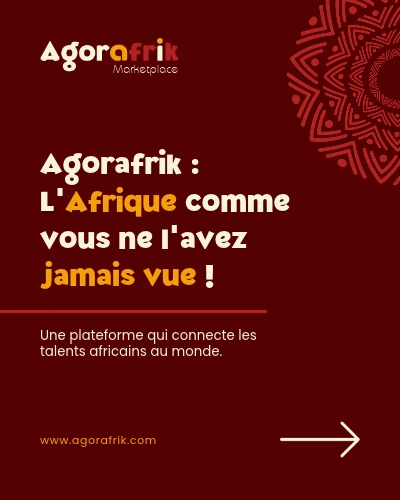 Agorafrik
Marketplace
Agorafrik :
L'Afrique comme
vous ne l'avez
jamais vue !
Une plateforme qui connecte les
talents africains au monde.
www.agorafrik.com